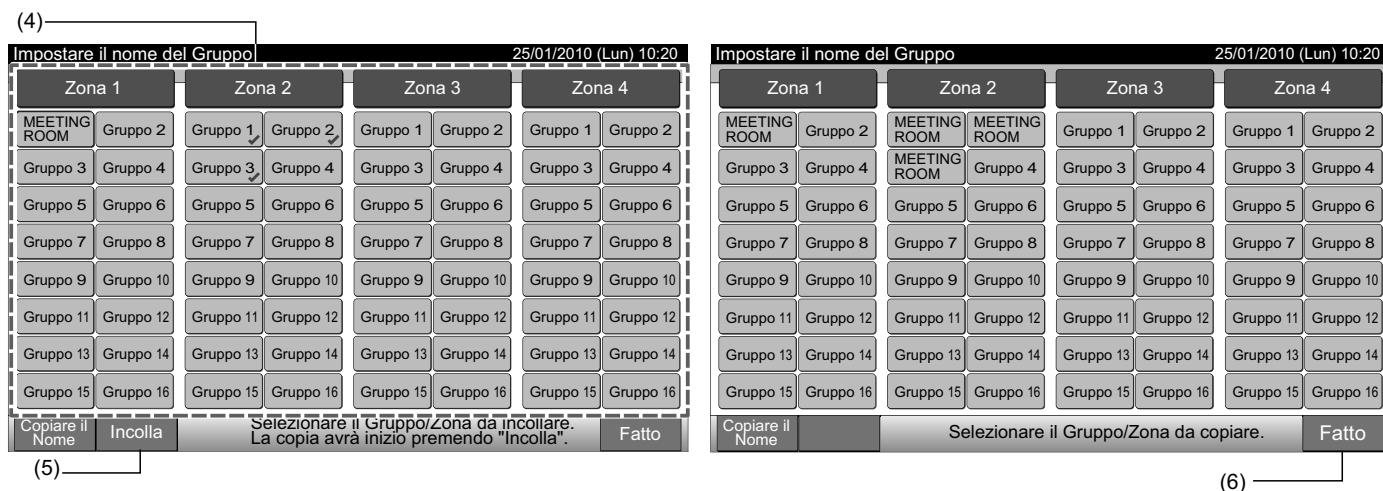 (4)
Impostare il nome del Gruppo 25/01/2010 (Lun) 10:20
Zona 1 Zona 2 Zona 3 Zona 4
MEETING ROOM Gruppo 2 Gruppo 1 Gruppo 2 Gruppo 1 Gruppo 2 Gruppo 1 Gruppo 2
Gruppo 3 Gruppo 4 Gruppo 3 Gruppo 4 Gruppo 3 Gruppo 4 Gruppo 3 Gruppo 4
Gruppo 5 Gruppo 6 Gruppo 5 Gruppo 6 Gruppo 5 Gruppo 6 Gruppo 5 Gruppo 6
Gruppo 7 Gruppo 8 Gruppo 7 Gruppo 8 Gruppo 7 Gruppo 8 Gruppo 7 Gruppo 8
Gruppo 9 Gruppo 10 Gruppo 9 Gruppo 10 Gruppo 9 Gruppo 10 Gruppo 9 Gruppo 10
Gruppo 11 Gruppo 12 Gruppo 11 Gruppo 12 Gruppo 11 Gruppo 12 Gruppo 11 Gruppo 12
Gruppo 13 Gruppo 14 Gruppo 13 Gruppo 14 Gruppo 13 Gruppo 14 Gruppo 13 Gruppo 14
Gruppo 15 Gruppo 16 Gruppo 15 Gruppo 16 Gruppo 15 Gruppo 16 Gruppo 15 Gruppo 16
Copiare il Nome
Incolla
Selezionare il Gruppo/Zona da incollare.
La copia avrà inizio premendo "Incolla".
Fatto
(5)
Impostare il nome del Gruppo 25/01/2010 (Lun) 10:20
Zona 1 Zona 2 Zona 3 Zona 4
MEETING ROOM Gruppo 2 MEETING ROOM MEETING ROOM Gruppo 1 Gruppo 2 Gruppo 1 Gruppo 2
Gruppo 3 Gruppo 4 MEETING ROOM Gruppo 4 Gruppo 3 Gruppo 4 Gruppo 3 Gruppo 4
Gruppo 5 Gruppo 6 Gruppo 5 Gruppo 6 Gruppo 5 Gruppo 6 Gruppo 5 Gruppo 6
Gruppo 7 Gruppo 8 Gruppo 7 Gruppo 8 Gruppo 7 Gruppo 8 Gruppo 7 Gruppo 8
Gruppo 9 Gruppo 10 Gruppo 9 Gruppo 10 Gruppo 9 Gruppo 10 Gruppo 9 Gruppo 10
Gruppo 11 Gruppo 12 Gruppo 11 Gruppo 12 Gruppo 11 Gruppo 12 Gruppo 11 Gruppo 12
Gruppo 13 Gruppo 14 Gruppo 13 Gruppo 14 Gruppo 13 Gruppo 14 Gruppo 13 Gruppo 14
Gruppo 15 Gruppo 16 Gruppo 15 Gruppo 16 Gruppo 15 Gruppo 16 Gruppo 15 Gruppo 16
Copiare il Nome
Selezionare il Gruppo/Zona da copiare.
Fatto
(6)